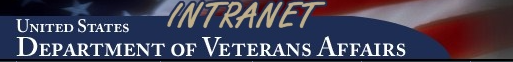 INTRANET
UNITED STATES
DEPARTMENT OF VETERANS AFFAIRS